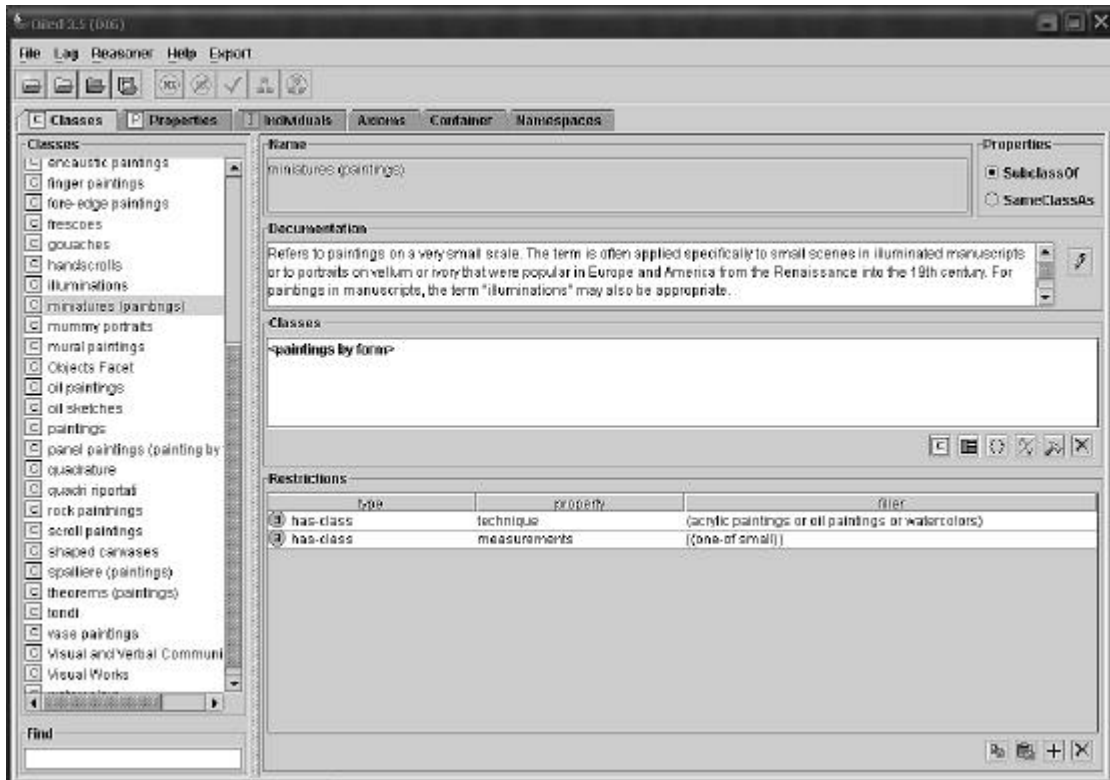 OilEd 3.5 (DIG)
File Log Reasoner Help Export
C Classes P Properties I Individuals Axioms Container Namespaces
Classes
encaustic paintings
finger paintings
fore-edge paintings
frescoes
gouaches
handscrolls
illuminations
miniatures (paintings)
mummy portraits
mural paintings
Objects Facet
oil paintings
oil sketches
paintings
panel paintings (painting by
quadrature
quadri riportati
rock paintnings
scroll paintings
shaped canvases
spalliere (paintings)
theorems (paintings)
tondi
vase paintings
Visual and Verbal Communi
Visual Works
Find
Name
miniatures (paintings)
Properties
SubclassOf
SameClassAs
Documentation
Refers to paintings on a very small scale. The term is often applied specifically to small scenes in illuminated manuscripts
or to portraits on vellum or ivory that were popular in Europe and America from the Renaissance into the 19th century. For
paintings in manuscripts, the term "illuminations" may also be appropriate.
Classes
<paintings by form>
Restrictions
type property filler
has-class technique (acrylic paintings or oil paintings or watercolors)
has-class measurements ((one-of small))